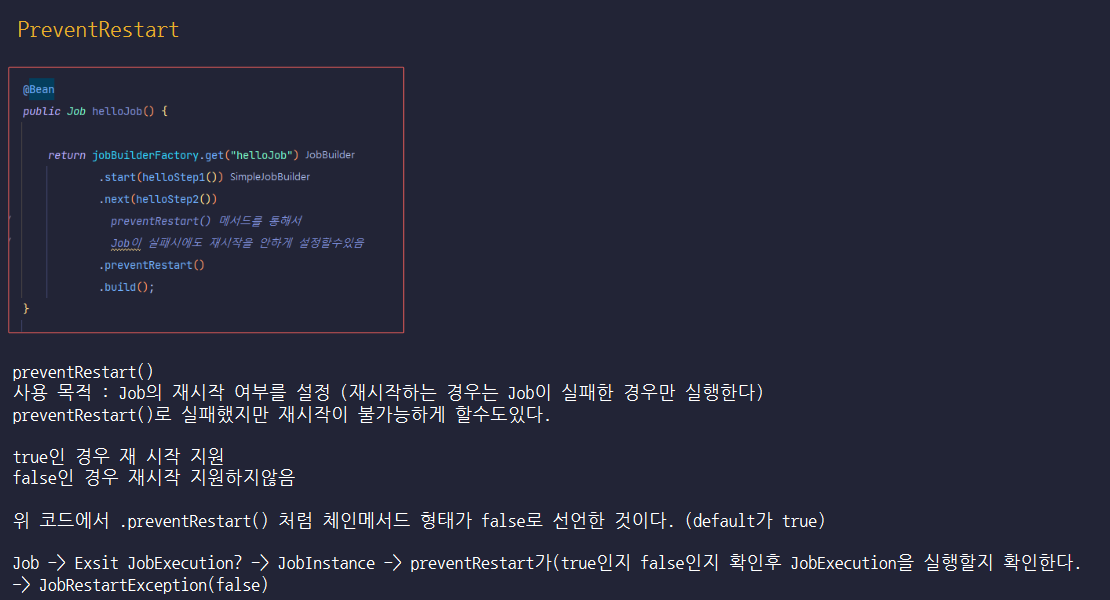 PreventRestart
@Bean
public Job helloJob() {
return jobBuilderFactory.get("helloJob") JobBuilder
.start(helloStep1()) SimpleJobBuilder
.next(helloStep2())
preventRestart() 메서드를 통해서
Job이 실패시에도 재시작을 안하게 설정할수있음
.preventRestart()
.build();
}
preventRestart()
사용 목적 : Job의 재시작 여부를 설정 (재시작하는 경우는 Job이 실패한 경우만 실행한다)
preventRestart()로 실패했지만 재시작이 불가능하게 할수도있다.
true인 경우 재 시작 지원
false인 경우 재시작 지원하지않음
위 코드에서 .preventRestart() 처럼 체인메서드 형태가 false로 선언한 것이다. (default가 true)
Job -> Exsit JobExecution? -> JobInstance -> preventRestart가(true인지 false인지 확인후 JobExecution을 실행할지 확인한다.
-> JobRestartException(false)